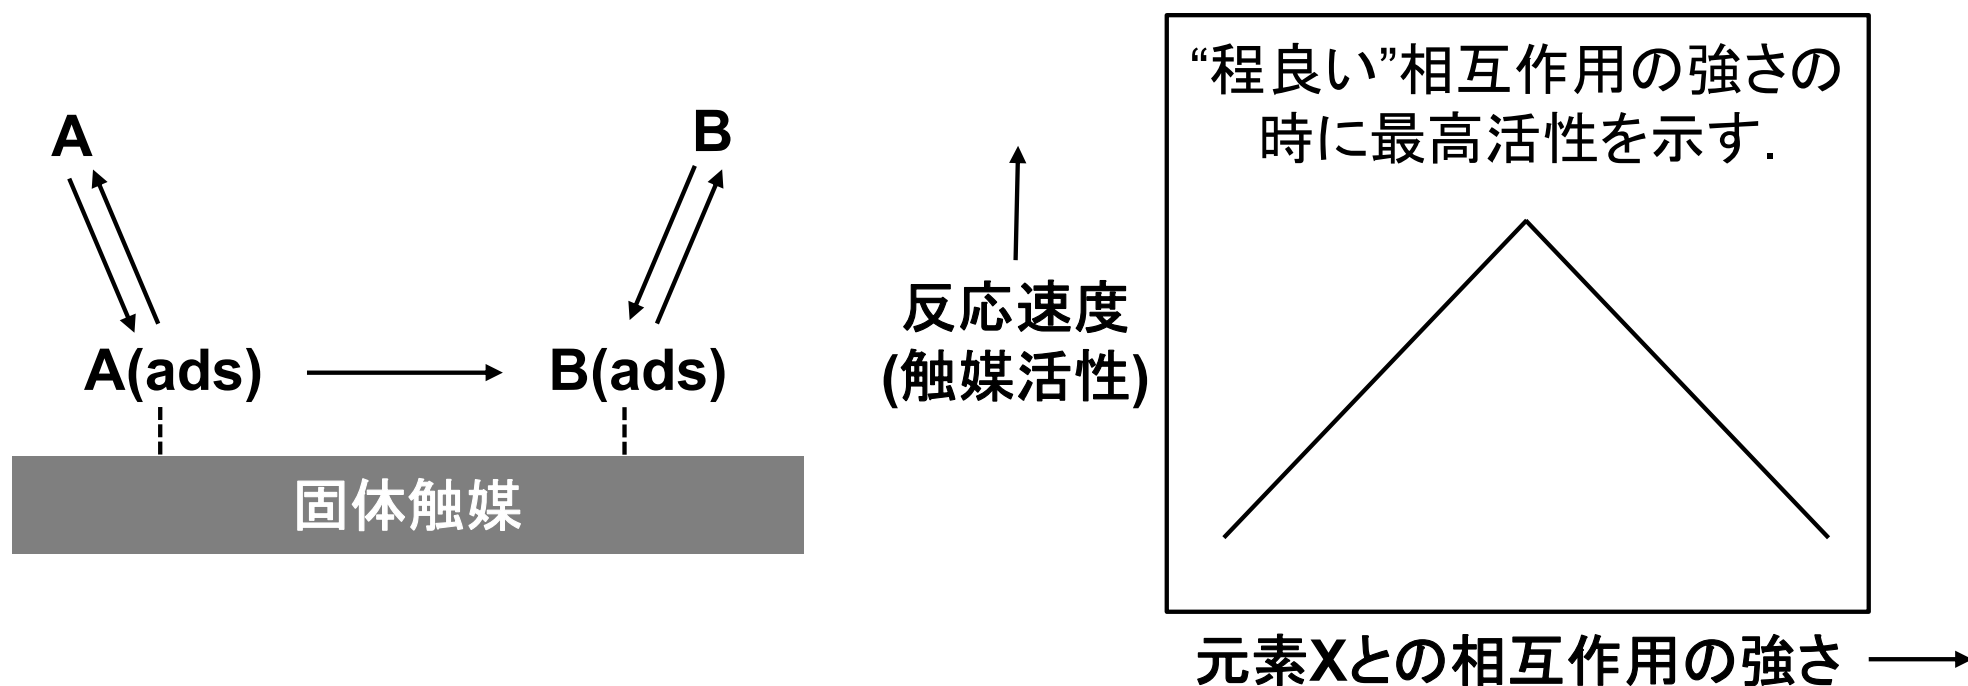 A
B
A(ads)
B(ads)
固体触媒
反応速度
(触媒活性)
“程良い”相互作用の強さの
時に最高活性を示す.
元素Xとの相互作用の強さ